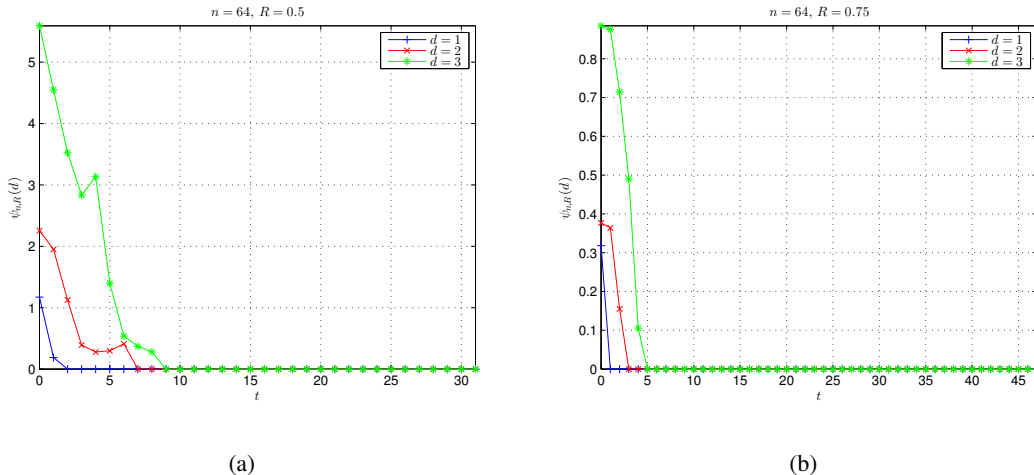 n = 64, R = 0.5
ψn,R(d)
5
4
3
2
1
0
d = 1
d = 2
d = 3
0 5 10 15 20 25 30
t
(a)
n = 64, R = 0.75
ψn,R(d)
0.8
0.7
0.6
0.5
0.4
0.3
0.2
0.1
0
d = 1
d = 2
d = 3
0 5 10 15 20 25 30 35 40 45
t
(b)